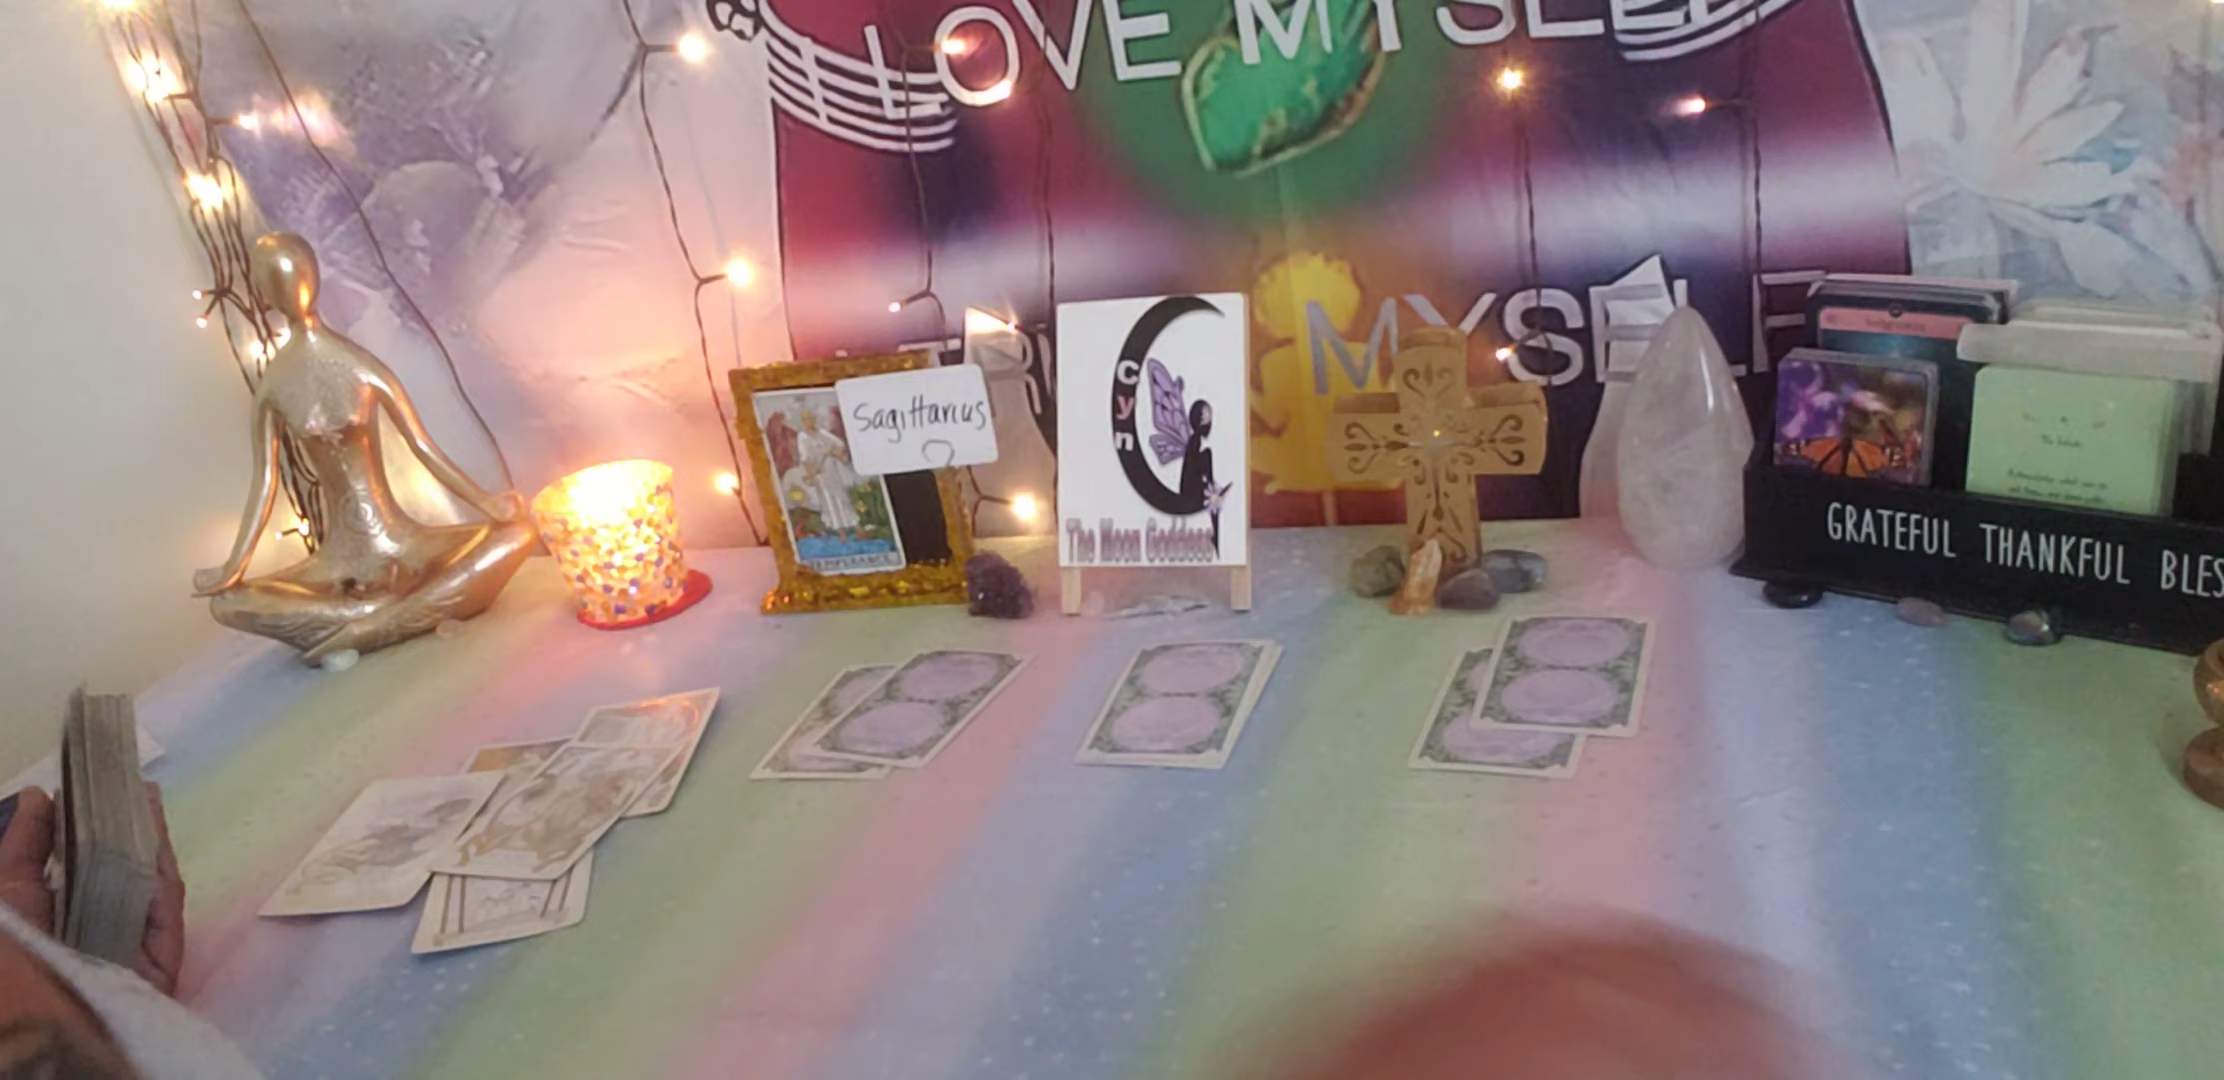 LOVE MYSELF
MYSELF
Sagittarius
cyn
The Moon Goddess
TEMPERANCE
GRATEFUL THANKFUL BLES